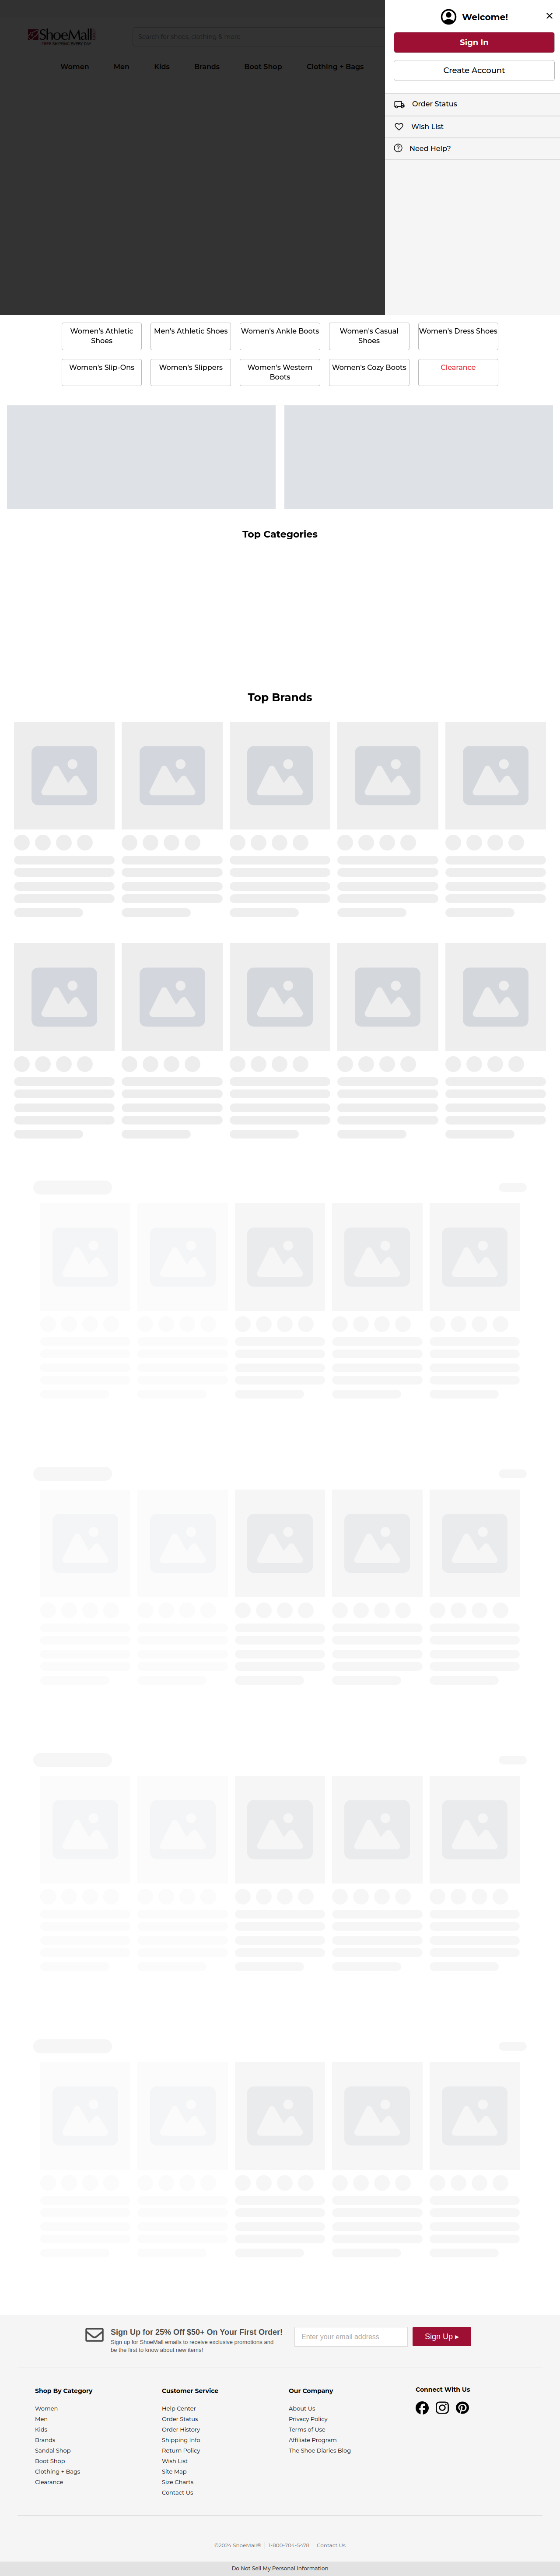 Welcome!
Sign In
Create Account
Order Status
Wish List
Need Help?
ShoeMall
Search for shoes, clothing & more
Women Men Kids Brands Boot Shop Clothing + Bags
Women's Athletic
Shoes
Men's Athletic Shoes
Women's Ankle Boots
Women's Casual
Shoes
Women's Dress Shoes
Women's Slip-Ons
Women's Slippers
Women's Western
Boots
Women's Cozy Boots
Clearance
Top Categories
Top Brands
Sign Up for 25% Off $50+ On Your First Order!
Sign up for ShoeMall emails to receive exclusive promotions and
be the first to know about new items!
Enter your email address
Sign Up ▸
Shop By Category
Women
Men
Kids
Brands
Sandal Shop
Boot Shop
Clothing + Bags
Clearance
Customer Service
Help Center
Order Status
Order History
Shipping Info
Return Policy
Wish List
Site Map
Size Charts
Contact Us
Our Company
About Us
Privacy Policy
Terms of Use
Affiliate Program
The Shoe Diaries Blog
Connect With Us
©2024 ShoeMall® | 1-800-704-5478 | Contact Us
Do Not Sell My Personal Information